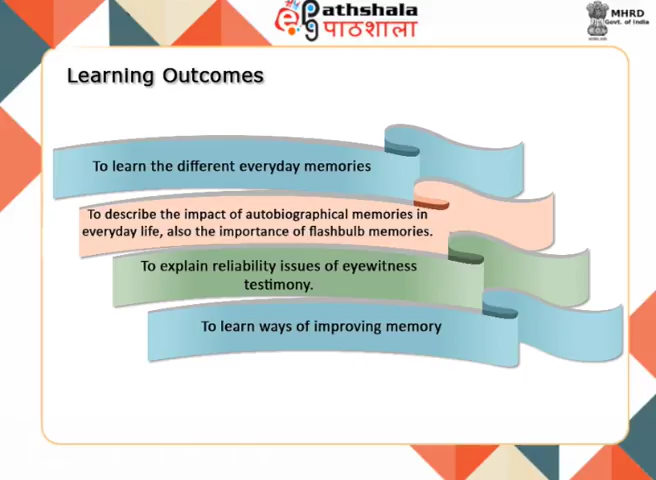 Pathshala
पाठशाला
MHRD
Govt. of India
Learning Outcomes
To learn the different everyday memories
To describe the impact of autobiographical memories in
everyday life, also the importance of flashbulb memories.
To explain reliability issues of eyewitness
testimony.
To learn ways of improving memory